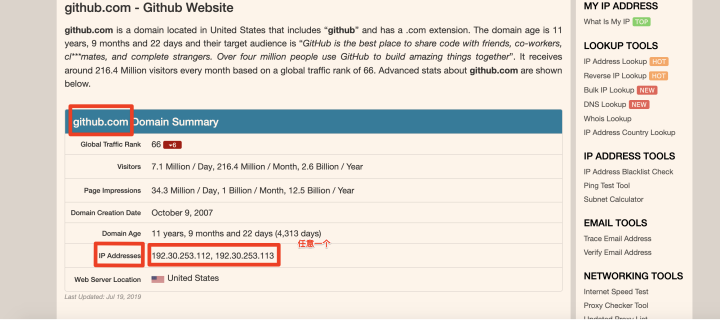 github.com - Github Website
github.com is a domain located in United States that includes “github” and has a .com extension. The domain age is 11
years, 9 months and 22 days and their target audience is “GitHub is the best place to share code with friends, co-workers,
cl***mates, and complete strangers. Over four million people use GitHub to build amazing things together”. It receives
around 216.4 Million visitors every month based on a global traffic rank of 66. Advanced stats about github.com are shown
below.
github.com Domain Summary
Global Traffic Rank 66 6
Visitors 7.1 Million / Day, 216.4 Million / Month, 2.6 Billion / Year
Page Impressions 34.3 Million / Day, 1 Billion / Month, 12.5 Billion / Year
Domain Creation Date October 9, 2007
Domain Age 11 years, 9 months and 22 days (4,313 days)
任意一个
IP Addresses 192.30.253.112, 192.30.253.113
Web Server Location United States
Last Updated: Jul 19, 2019
MY IP ADDRESS
What Is My IP TOP
LOOKUP TOOLS
IP Address Lookup HOT
Reverse IP Lookup HOT
Bulk IP Lookup NEW
DNS Lookup NEW
Whois Lookup
IP Address Country Lookup
IP ADDRESS TOOLS
IP Address Blacklist Check
Ping Test Tool
Subnet Calculator
EMAIL TOOLS
Trace Email Address
Verify Email Address
NETWORKING TOOLS
Internet Speed Test
Proxy Checker Tool